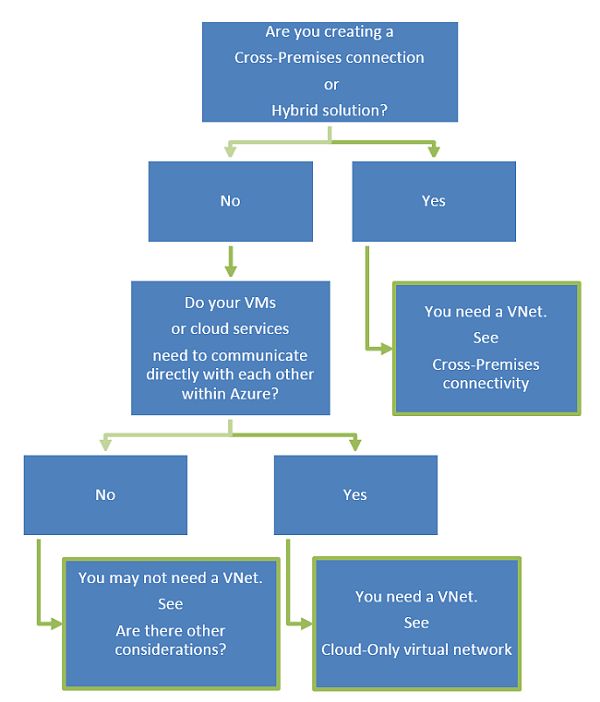 Are you creating a
Cross-Premises connection
or
Hybrid solution?
No
Yes
Do your VMs
or cloud services
need to communicate
directly with each other
within Azure?
You need a VNet.
See
Cross-Premises
connectivity
No
Yes
You may not need a VNet.
See
Are there other
considerations?
You need a VNet.
See
Cloud-Only virtual network